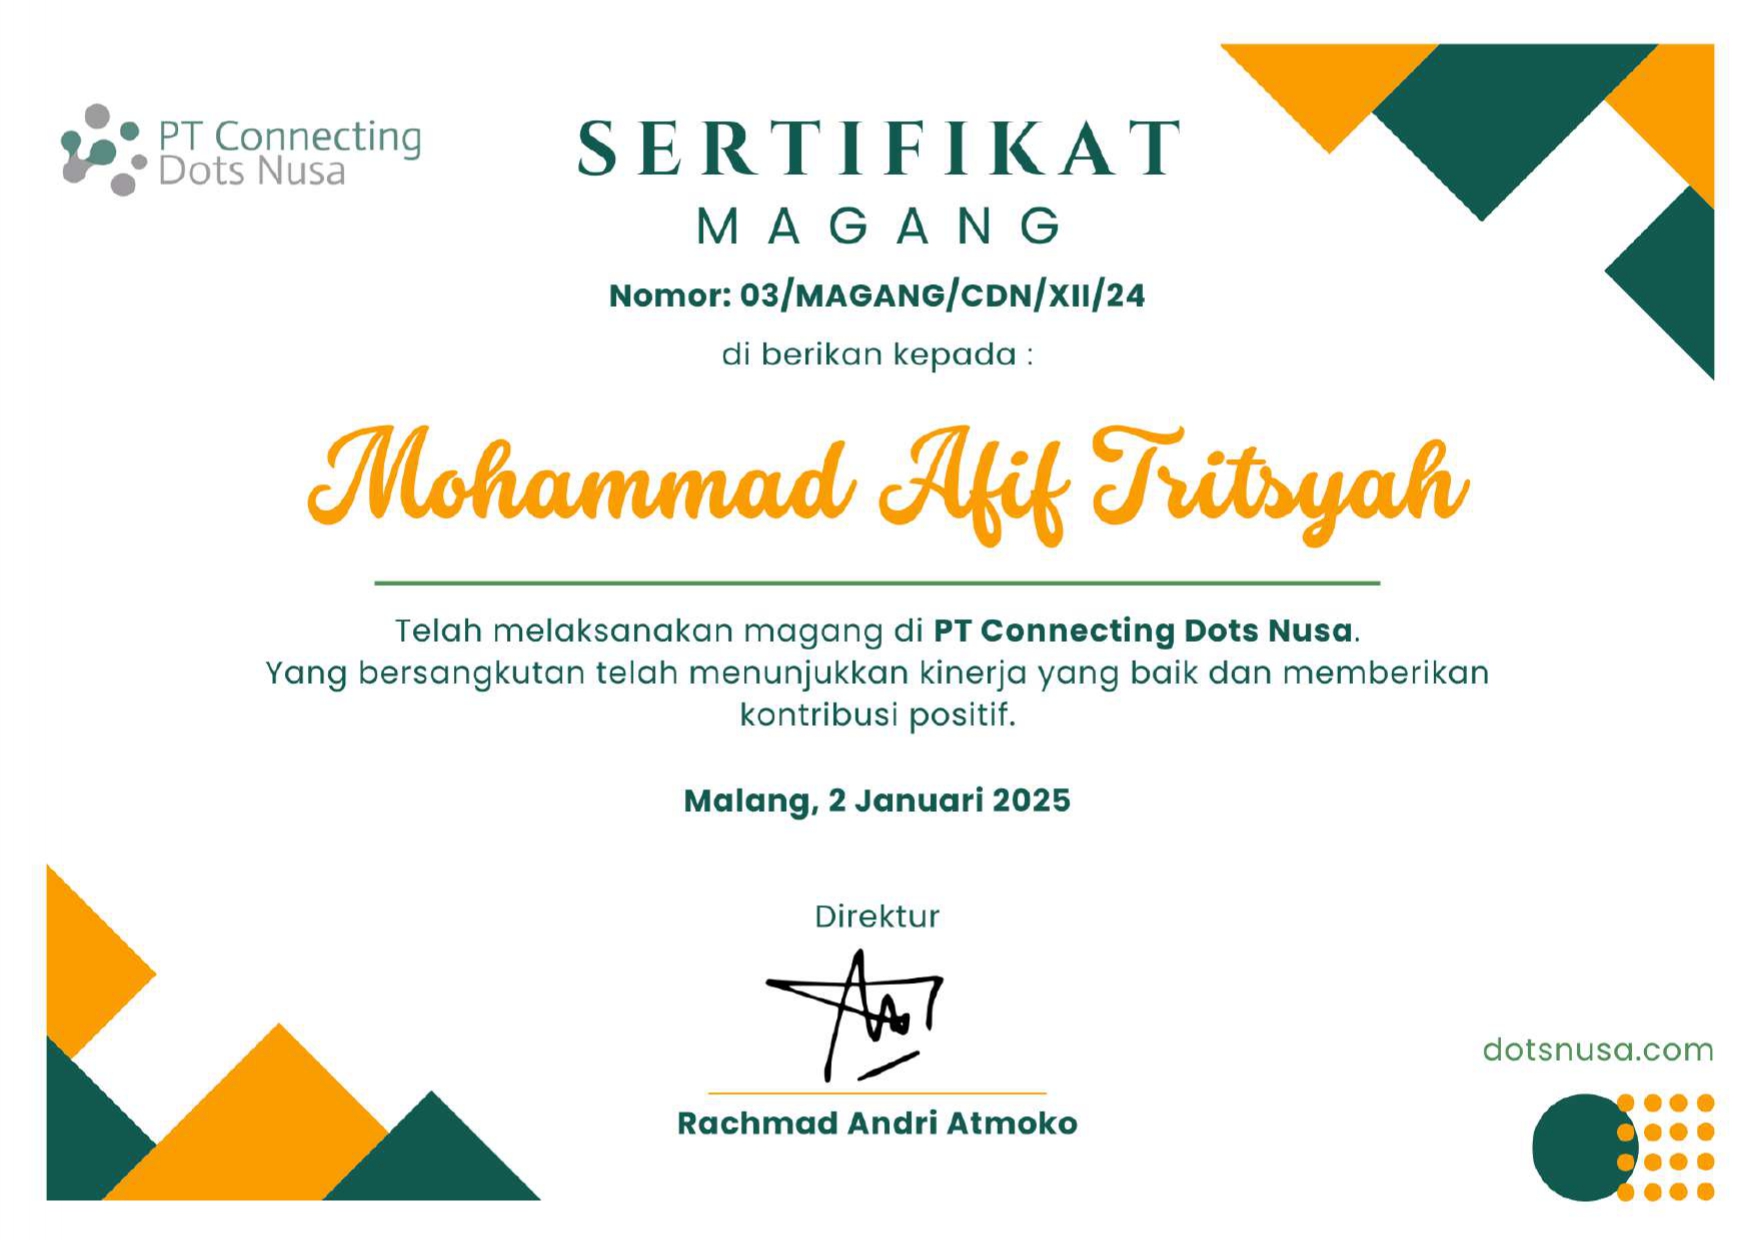 PT Connecting
Dots Nusa
SERTIFIKAT
MAGANG
Nomor: 03/MAGANG/CDN/XII/24
di berikan kepada :
Mohammad Afif Tritsyah
Telah melaksanakan magang di PT Connecting Dots Nusa.
Yang bersangkutan telah menunjukkan kinerja yang baik dan memberikan
kontribusi positif.
Malang, 2 Januari 2025
Direktur
Rachmad Andri Atmoko
dotsnusa.com